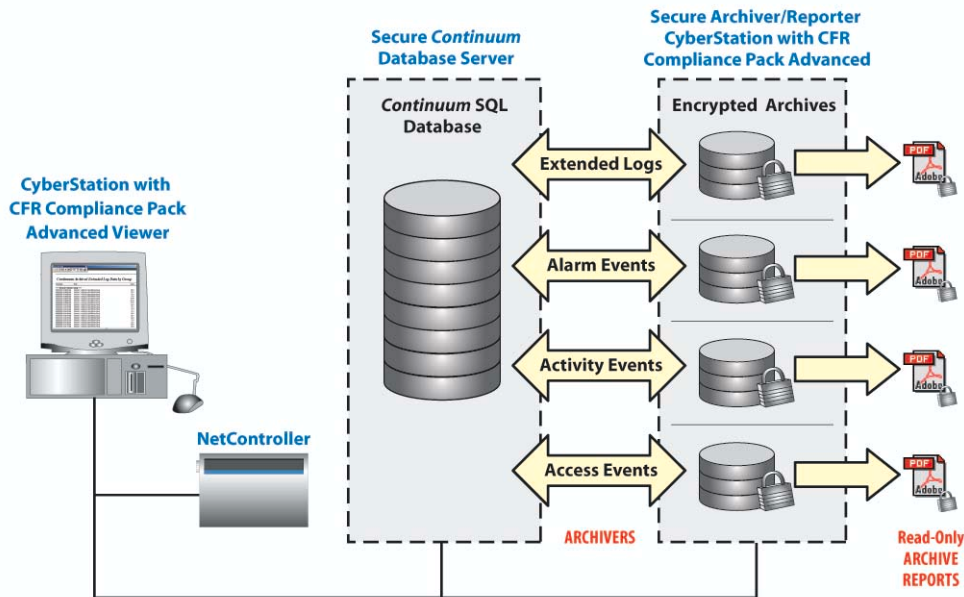 Secure Continuum
Database Server
Secure Archiver/Reporter
CyberStation with CFR
Compliance Pack Advanced
Continuum SQL
Database
Encrypted Archives
Extended Logs
PDF
Adobe
CyberStation with
CFR Compliance Pack
Advanced Viewer
Alarm Events
PDF
Adobe
Activity Events
PDF
Adobe
NetController
Access Events
PDF
Adobe
ARCHIVERS
Read-Only
ARCHIVE
REPORTS